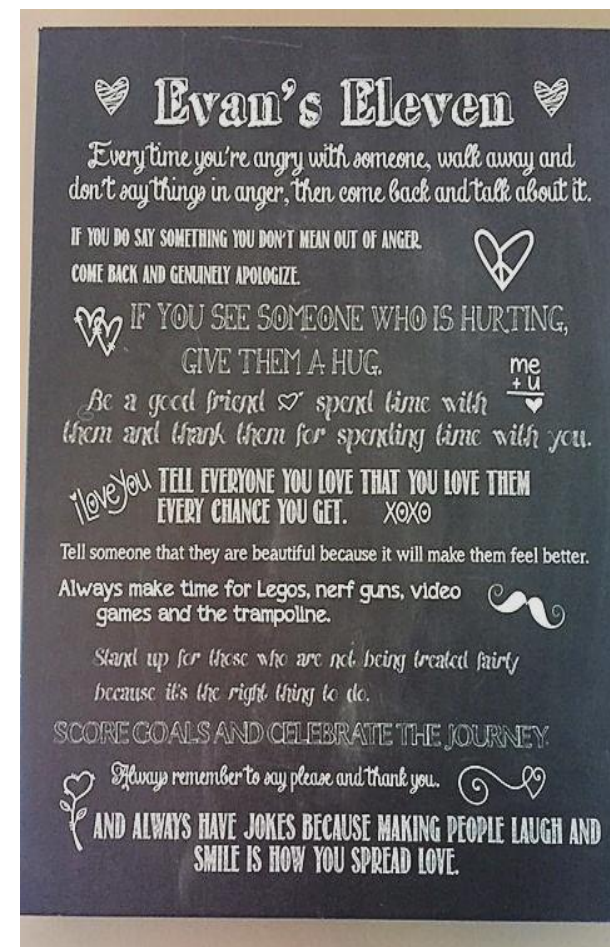 Evan's Eleven
Every time you're angry with someone, walk away and
don't say things in anger, then come back and talk about it.
IF YOU DO SAY SOMETHING YOU DON'T MEAN OUT OF ANGER.
COME BACK AND GENUINELY APOLOGIZE.
IF YOU SEE SOMEONE WHO IS HURTING,
GIVE THEM A HUG.
me
+ u
Be a good friend spend time with
them and thank them for spending time with you.
i love you
TELL EVERYONE YOU LOVE THAT YOU LOVE THEM
EVERY CHANCE YOU GET. XOXO
Tell someone that they are beautiful because it will make them feel better.
Always make time for Legos, nerf guns, video
games and the trampoline.
Stand up for those who are not being treated fairly
because it's the right thing to do.
SCORE GOALS AND CELEBRATE THE JOURNEY.
Always remember to say please and thank you.
AND ALWAYS HAVE JOKES BECAUSE MAKING PEOPLE LAUGH AND
SMILE IS HOW YOU SPREAD LOVE.